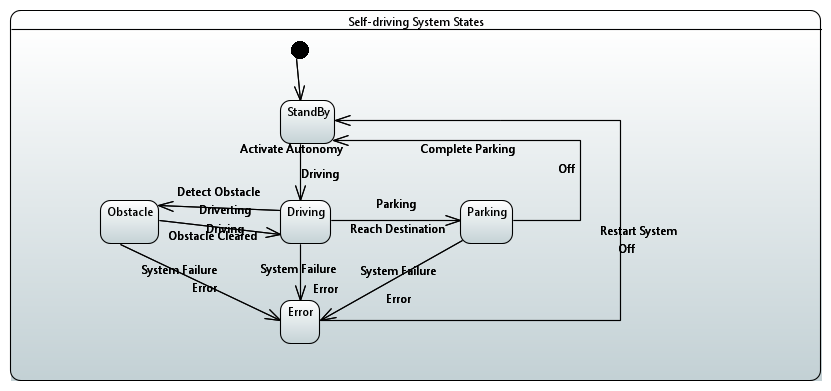 Self-driving System States
StandBy
Activate Autonomy
Complete Parking
Driving
Off
Detect Obstacle
Driverting
Driving
Obstacle Cleared
Obstacle
Driving
Parking
Reach Destination
Parking
Restart System
Off
System Failure
Error
System Failure
Error
System Failure
Error
Error